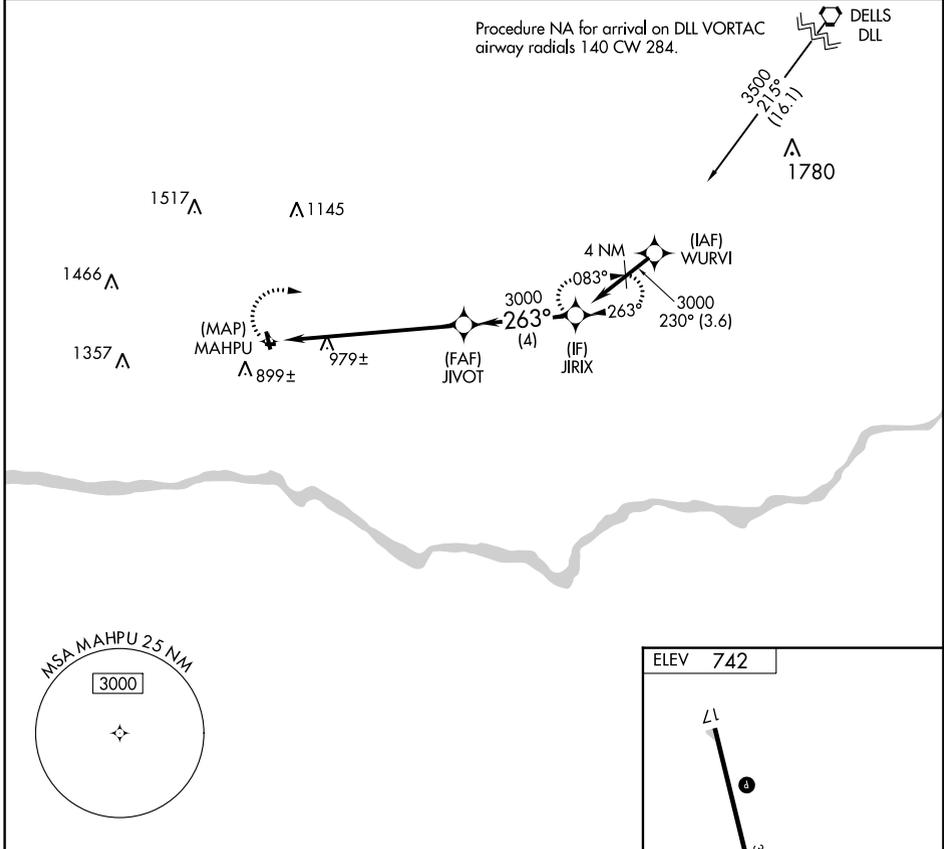 Procedure NA for arrival on DLL VORTAC
airway radials 140 CW 284.
DELLS
DLL
3500
215°
(16.1)
1780
1517
1145
1466
1357
(MAP)
MAHPU
899±
979±
(FAF)
JIVOT
3000
263°
(4)
(IF)
JIRIX
4 NM
083°
263°
(IAF)
WURVI
3000
230° (3.6)
MSA MAHPU 25 NM
3000
ELEV 742
17
P